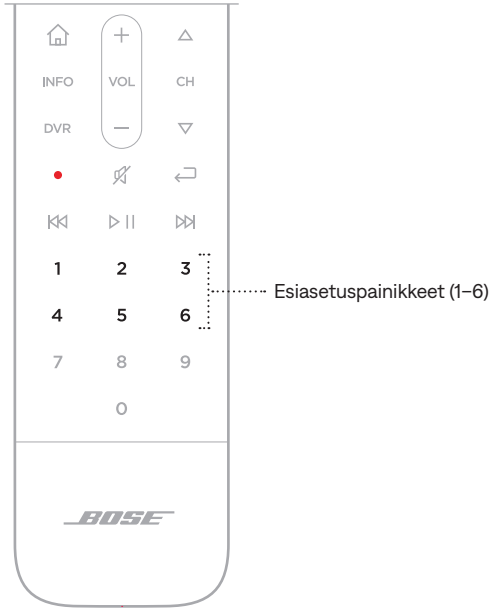 INFO VOL CH
DVR
1 2 3
Esiasetuspainikkeet (1–6)
4 5 6
7 8 9
0
BOSE